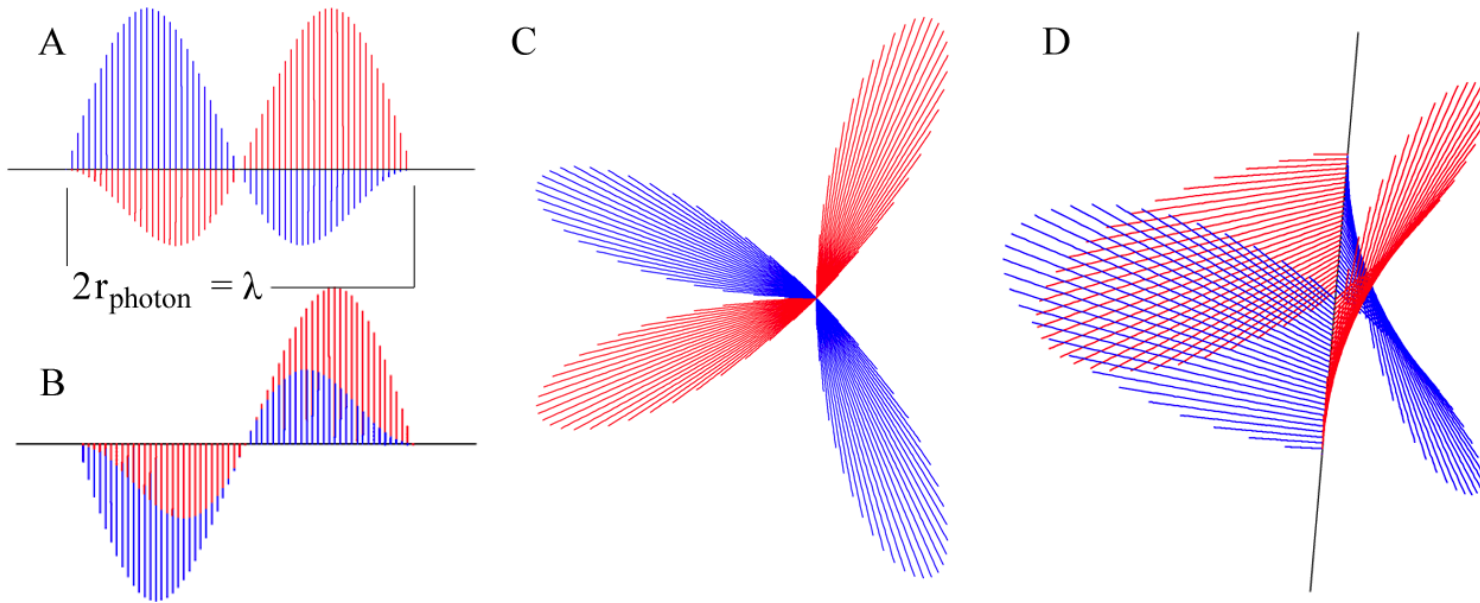 A
C
D
2r_photon = λ
B